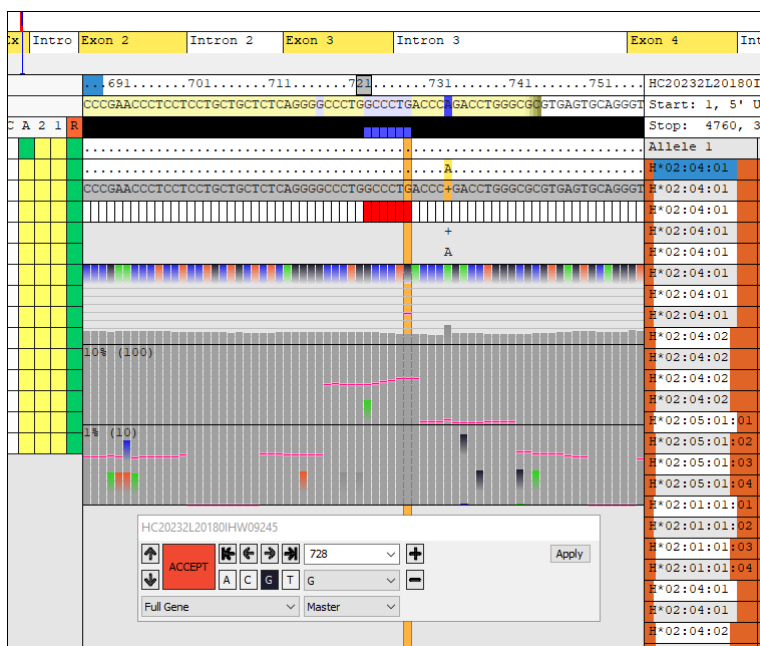 Ex Intro Exon 2 Intron 2 Exon 3 Intron 3 Exon 4 Int
...691.......701.......711.......721.......731.......741.......751.... HC20232L20180I
CCCGAACCCTCCTCCTGCTGCTCTCAGGGGCCCTGGCCCTGACCCAGACCTGGGCGCGTGAGTGCAGGGT Start: 1, 5' U
C A 2 1 R Stop: 4760, 3
Allele 1
A H*02:04:01
CCCGAACCCTCCTCCTGCTGCTCTCAGGGGCCCTGGCCCTGACCC+GACCTGGGCGCGTGAGTGCAGGGT H*02:04:01
H*02:04:01
+ H*02:04:01
A H*02:04:01
H*02:04:01
H*02:04:01
H*02:04:01
H*02:04:02
10% (100) H*02:04:02
H*02:04:02
H*02:04:02
H*02:05:01:01
1% (10) H*02:05:01:02
H*02:05:01:03
H*02:05:01:04
H*02:01:01:01
HC20232L20180IHW09245 H*02:01:01:02
728 Apply H*02:01:01:03
ACCEPT A C G T G H*02:01:01:04
Full Gene Master H*02:04:01
H*02:04:01
H*02:04:02